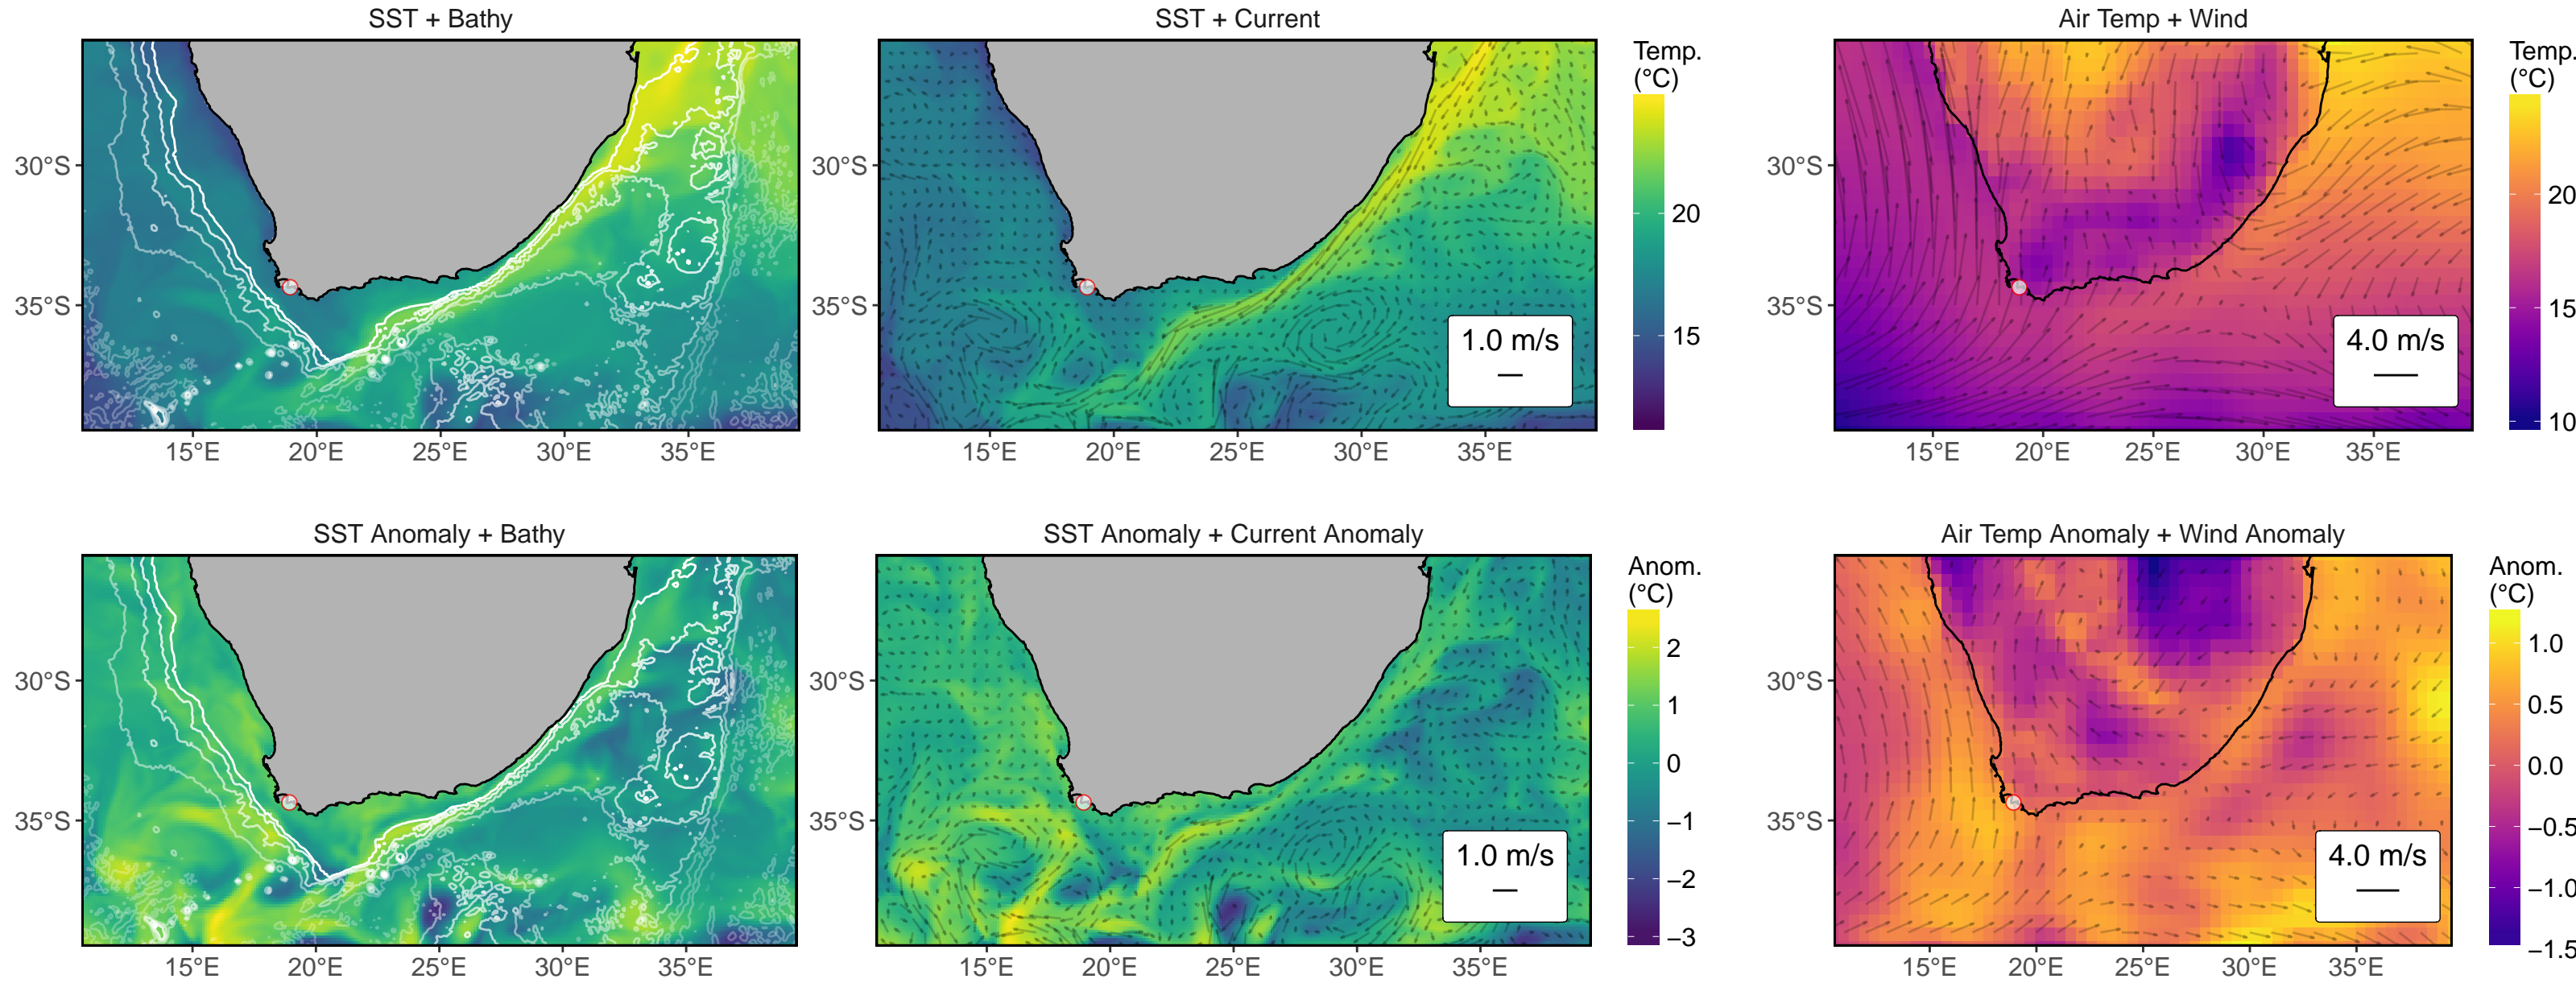 SST + Bathy
30°S
35°S
15°E 20°E 25°E 30°E 35°E
SST + Current
30°S
35°S
15°E 20°E 25°E 30°E 35°E
1.0 m/s
Temp.
(°C)
20
15
Air Temp + Wind
30°S
35°S
15°E 20°E 25°E 30°E 35°E
4.0 m/s
Temp.
(°C)
20
15
10
SST Anomaly + Bathy
30°S
35°S
15°E 20°E 25°E 30°E 35°E
SST Anomaly + Current Anomaly
30°S
35°S
15°E 20°E 25°E 30°E 35°E
1.0 m/s
Anom.
(°C)
2
1
0
−1
−2
−3
Air Temp Anomaly + Wind Anomaly
30°S
35°S
15°E 20°E 25°E 30°E 35°E
4.0 m/s
Anom.
(°C)
1.0
0.5
0.0
−0.5
−1.0
−1.5